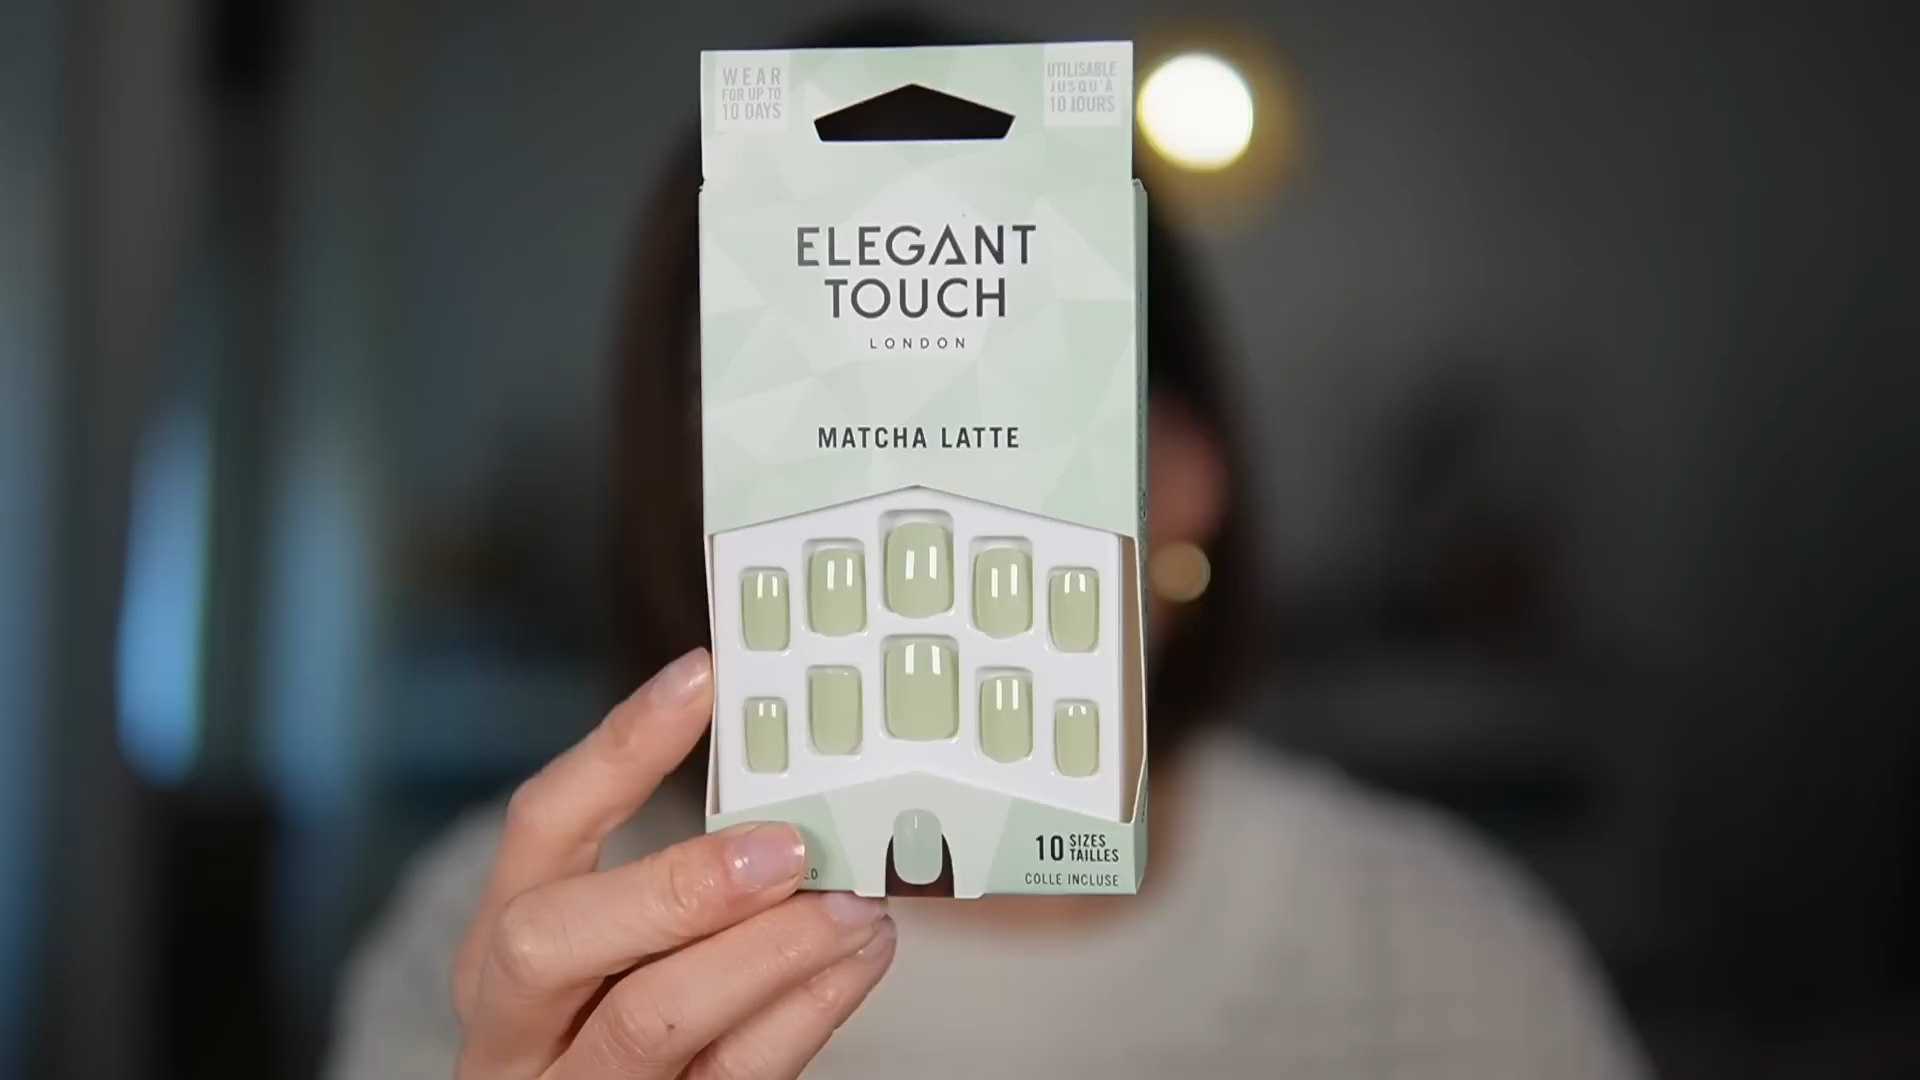 WEAR
FOR UP TO
10 DAYS
UTILISABLE
JUSQU'À
10 JOURS
ELEGANT
TOUCH
LONDON
MATCHA LATTE
10 SIZES
TAILLES
COLLE INCLUSE